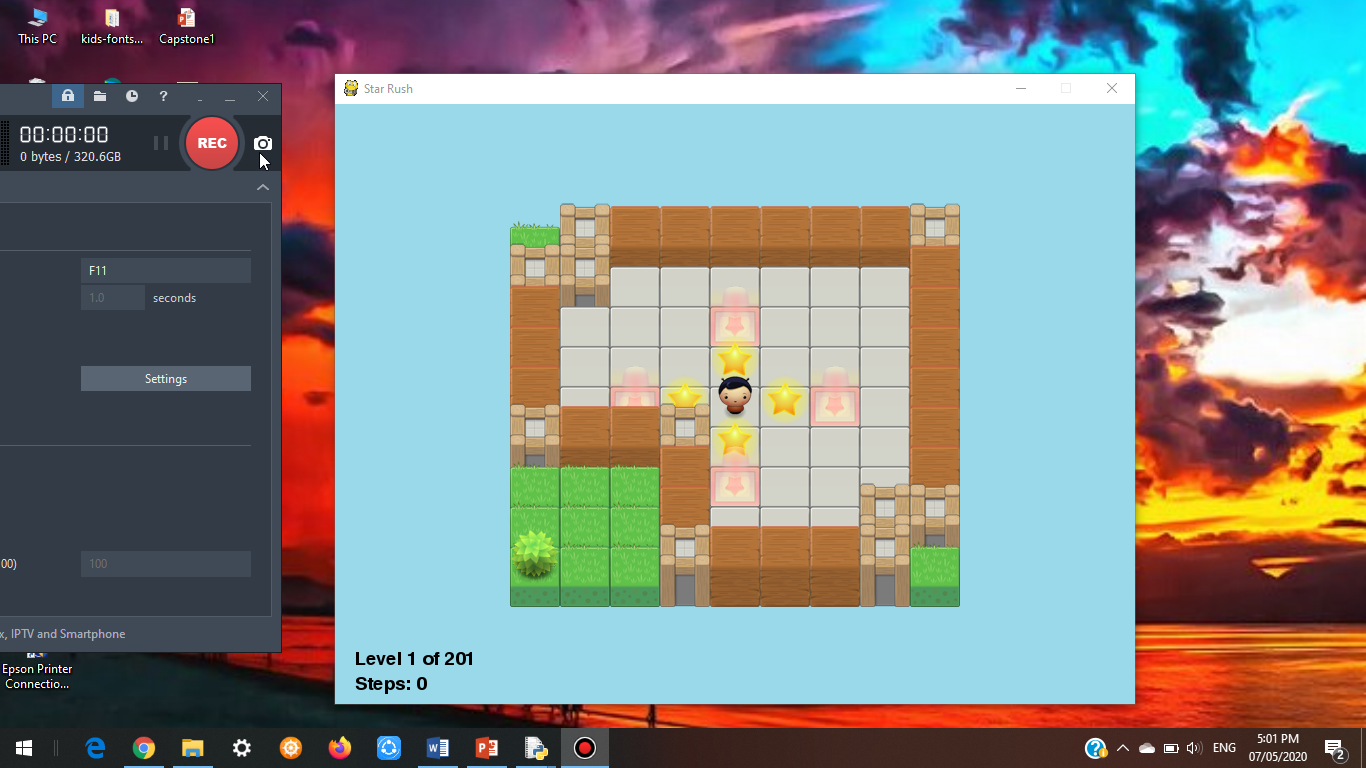 This PC
kids-fonts...
Capstone1
?
00:00:00
0 bytes / 320.6GB
REC
F11
1.0
seconds
Settings
00)
100
x, IPTV and Smartphone
Epson Printer
Connectio...
Star Rush
Level 1 of 201
Steps: 0
ENG
5:01 PM
07/05/2020
2